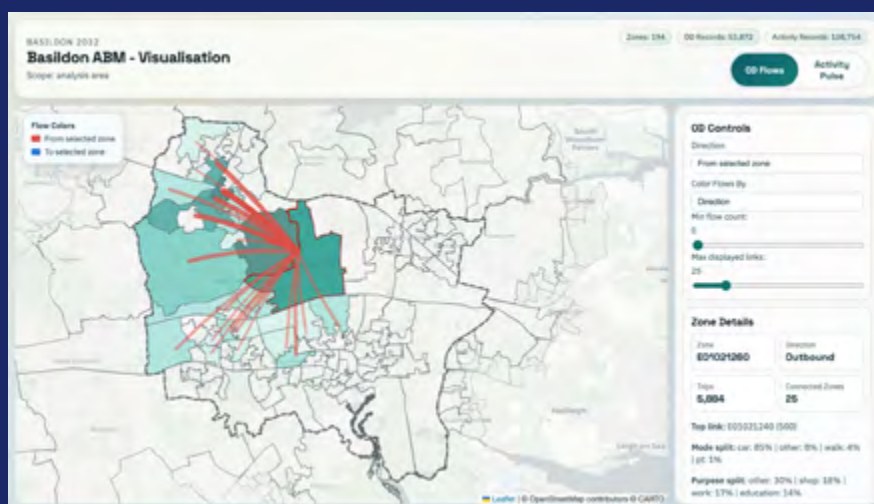 BASILDON 2032
Basildon ABM - Visualisation
Scope: analysis area
Zones: 194
OD Records: 53,872
Activity Records: 128,754
OD Flows
Activity
Pulse
Flow Colors
From selected zone
To selected zone
OD Controls
Direction
From selected zone
Color Flows By
Direction
Min flow count:
Max displayed links:
25
Zone Details
Zone
E01021260
Direction
Outbound
Trips
5,884
Connected Zones
25
Top link: E01021240 (500)
Mode split: car: 85% | other: 8% | walk: 4%
| pt: 1%
Purpose split: other: 30% | shop: 18% |
work: 17% | education: 14%
Leaflet | © OpenStreetMap contributors © CARTO